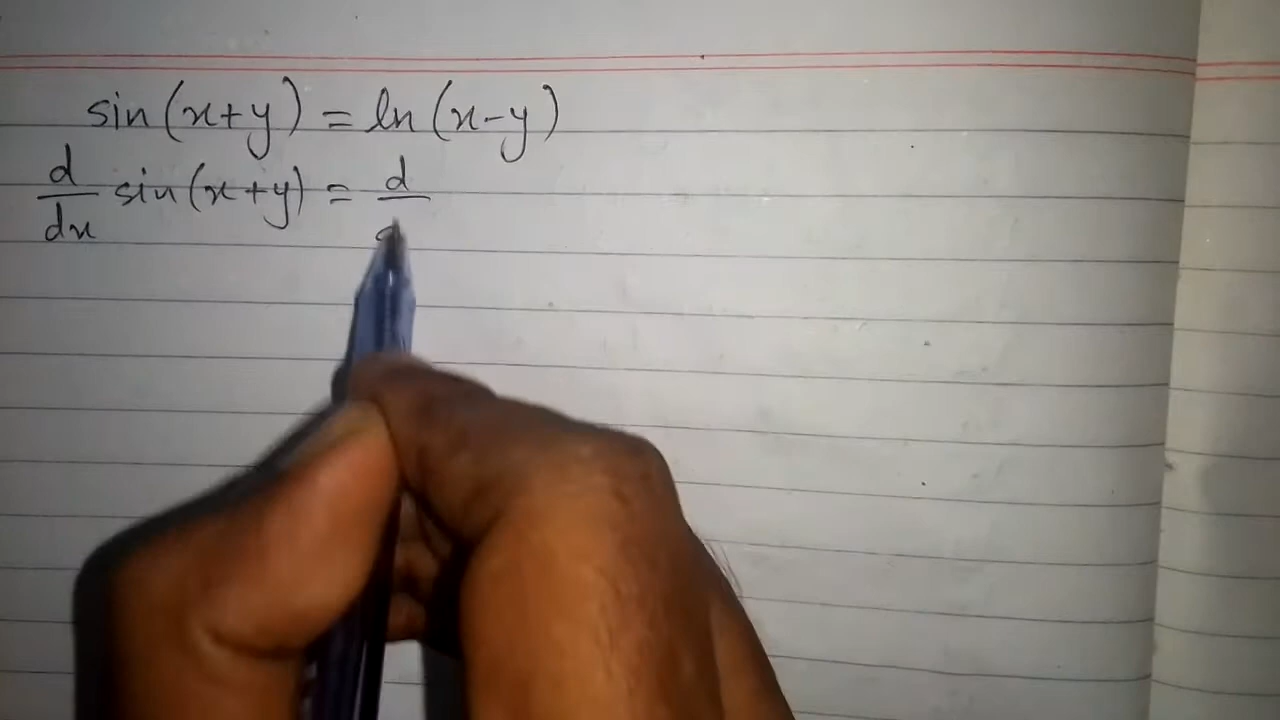 sin(x+y) = ln(x-y)
d/dx sin(x+y) = d/